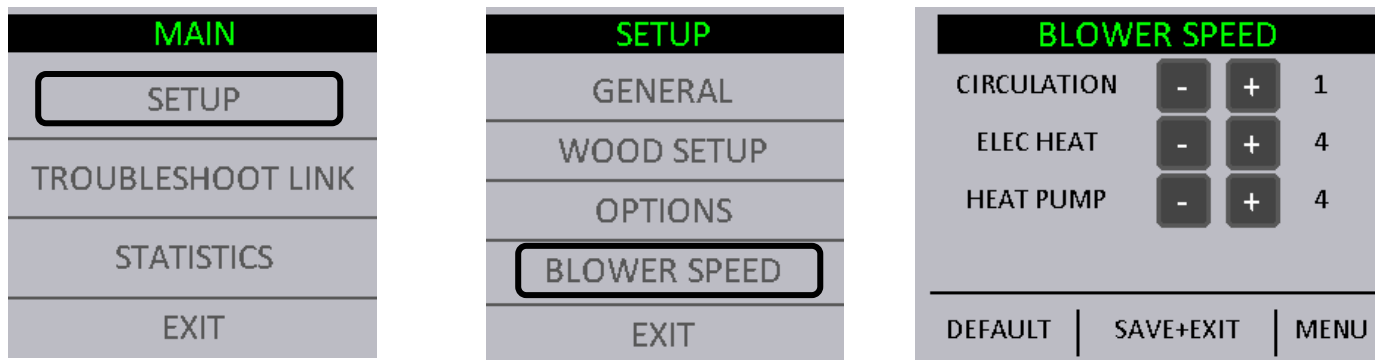 MAIN
SETUP
TROUBLESHOOT LINK
STATISTICS
EXIT
SETUP
GENERAL
WOOD SETUP
OPTIONS
BLOWER SPEED
EXIT
BLOWER SPEED
CIRCULATION - + 1
ELEC HEAT - + 4
HEAT PUMP - + 4
DEFAULT SAVE+EXIT MENU